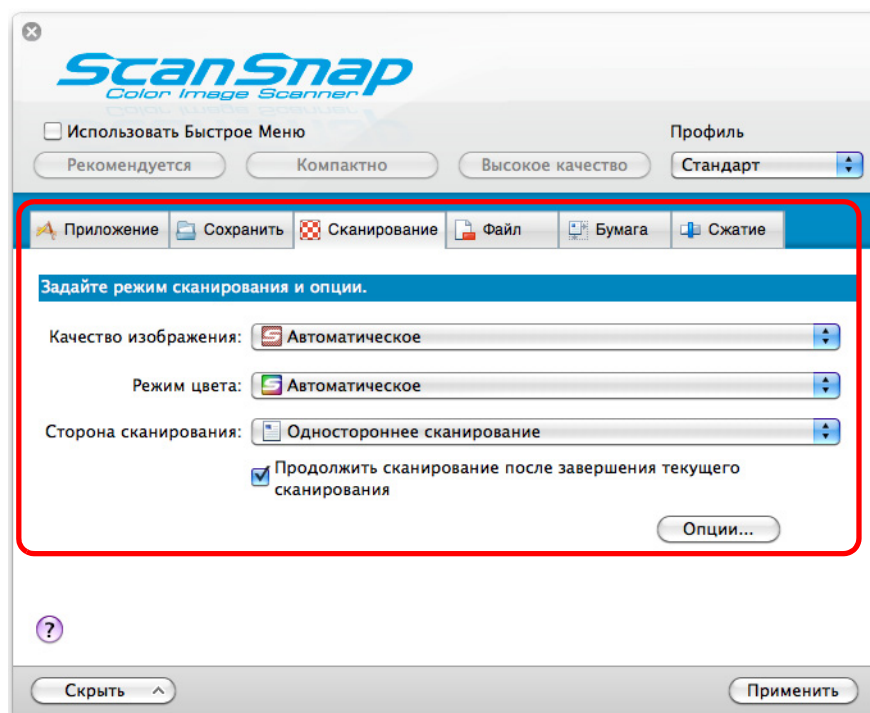 ScanSnap
Color Image Scanner
Использовать Быстрое Меню
Профиль
Рекомендуется Компактно Высокое качество Стандарт
Приложение Сохранить Сканирование Файл Бумага Сжатие
Задайте режим сканирования и опции.
Качество изображения: Автоматическое
Режим цвета: Автоматическое
Сторона сканирования: Одностороннее сканирование
Продолжить сканирование после завершения текущего
сканирования
Опции...
?
Скрыть Применить